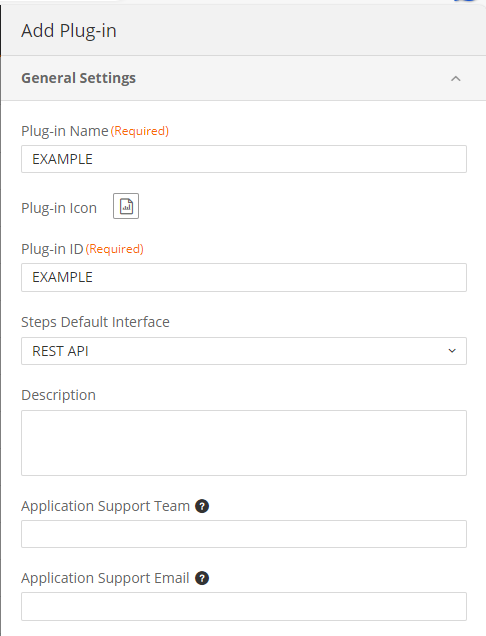 Add Plug-in
General Settings
Plug-in Name (Required)
EXAMPLE
Plug-in Icon
Plug-in ID (Required)
EXAMPLE
Steps Default Interface
REST API
Description
Application Support Team ?
Application Support Email ?